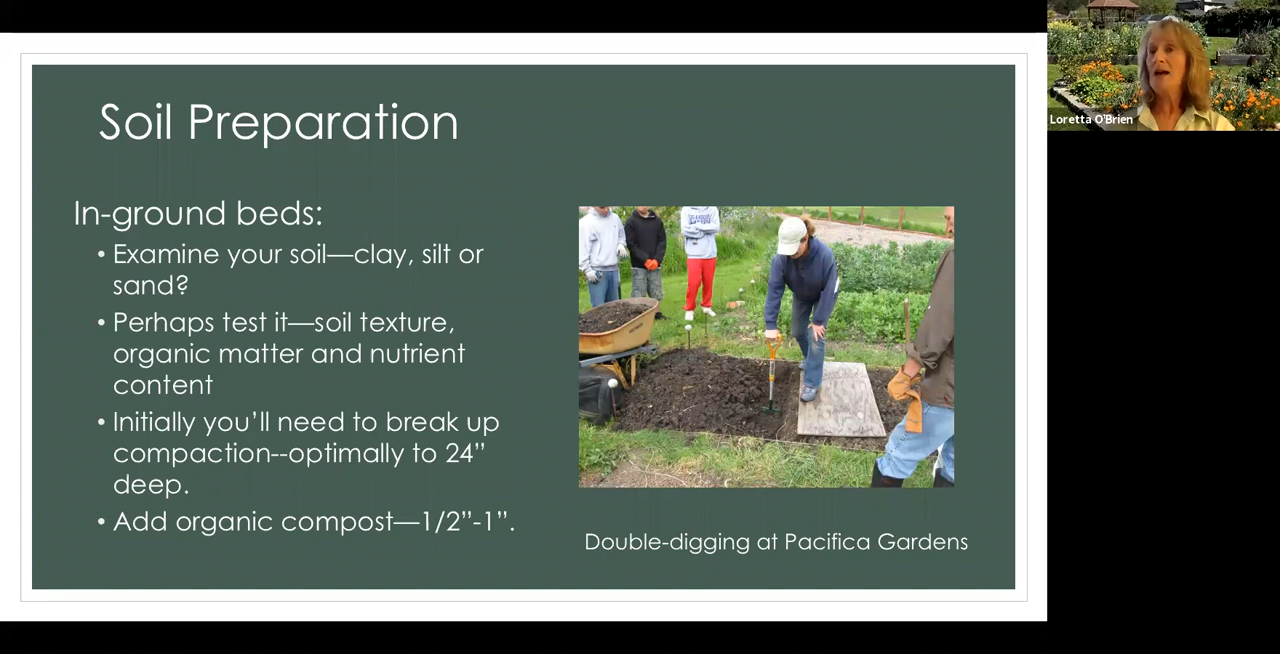 Soil Preparation
In-ground beds:
• Examine your soil—clay, silt or
sand?
• Perhaps test it—soil texture,
organic matter and nutrient
content
• Initially you’ll need to break up
compaction--optimally to 24”
deep.
• Add organic compost—1/2”-1”.
Double-digging at Pacifica Gardens
Loretta O'Brien